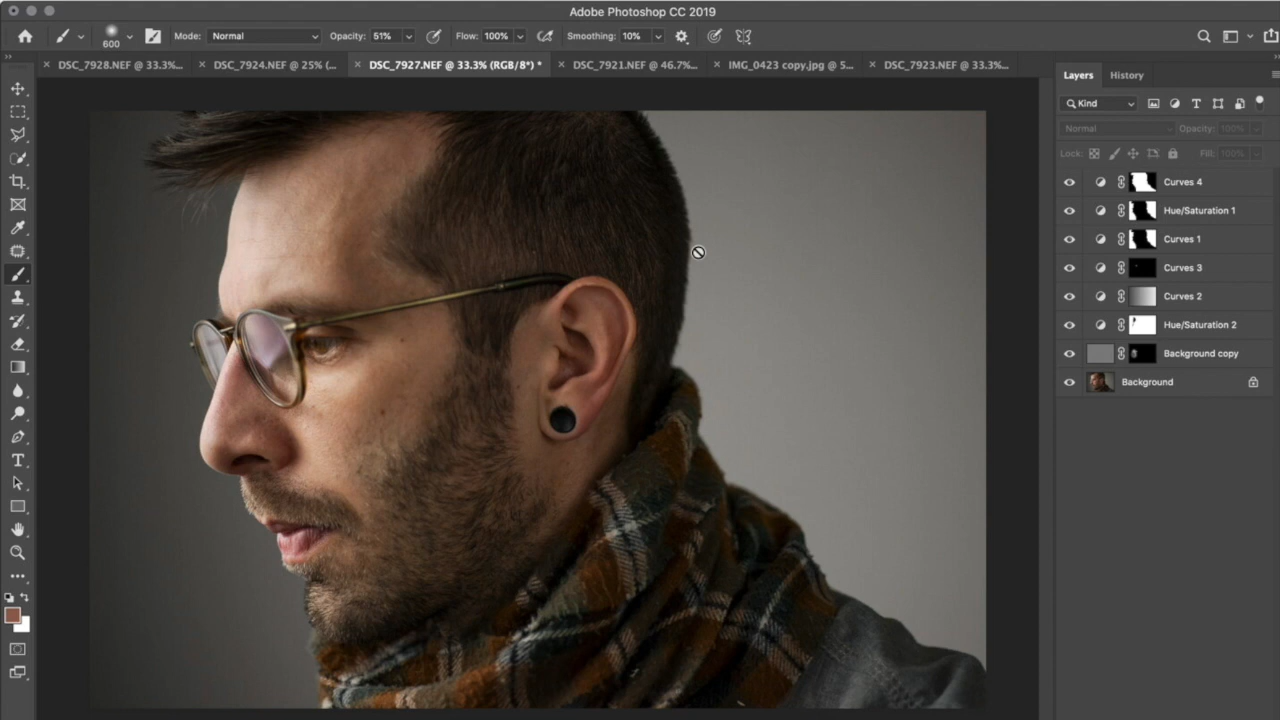 Adobe Photoshop CC 2019
600 Mode: Normal Opacity: 51% Flow: 100% Smoothing: 10%
DSC_7928.NEF @ 33.3%... DSC_7924.NEF @ 25% (... DSC_7927.NEF @ 33.3% (RGB/8*) * DSC_7921.NEF @ 46.7%... IMG_0423 copy.jpg @ 5... DSC_7923.NEF @ 33.3%...
Layers History
Kind
Normal Opacity: 100%
Lock: Fill: 100%
Curves 4
Hue/Saturation 1
Curves 1
Curves 3
Curves 2
Hue/Saturation 2
Background copy
Background